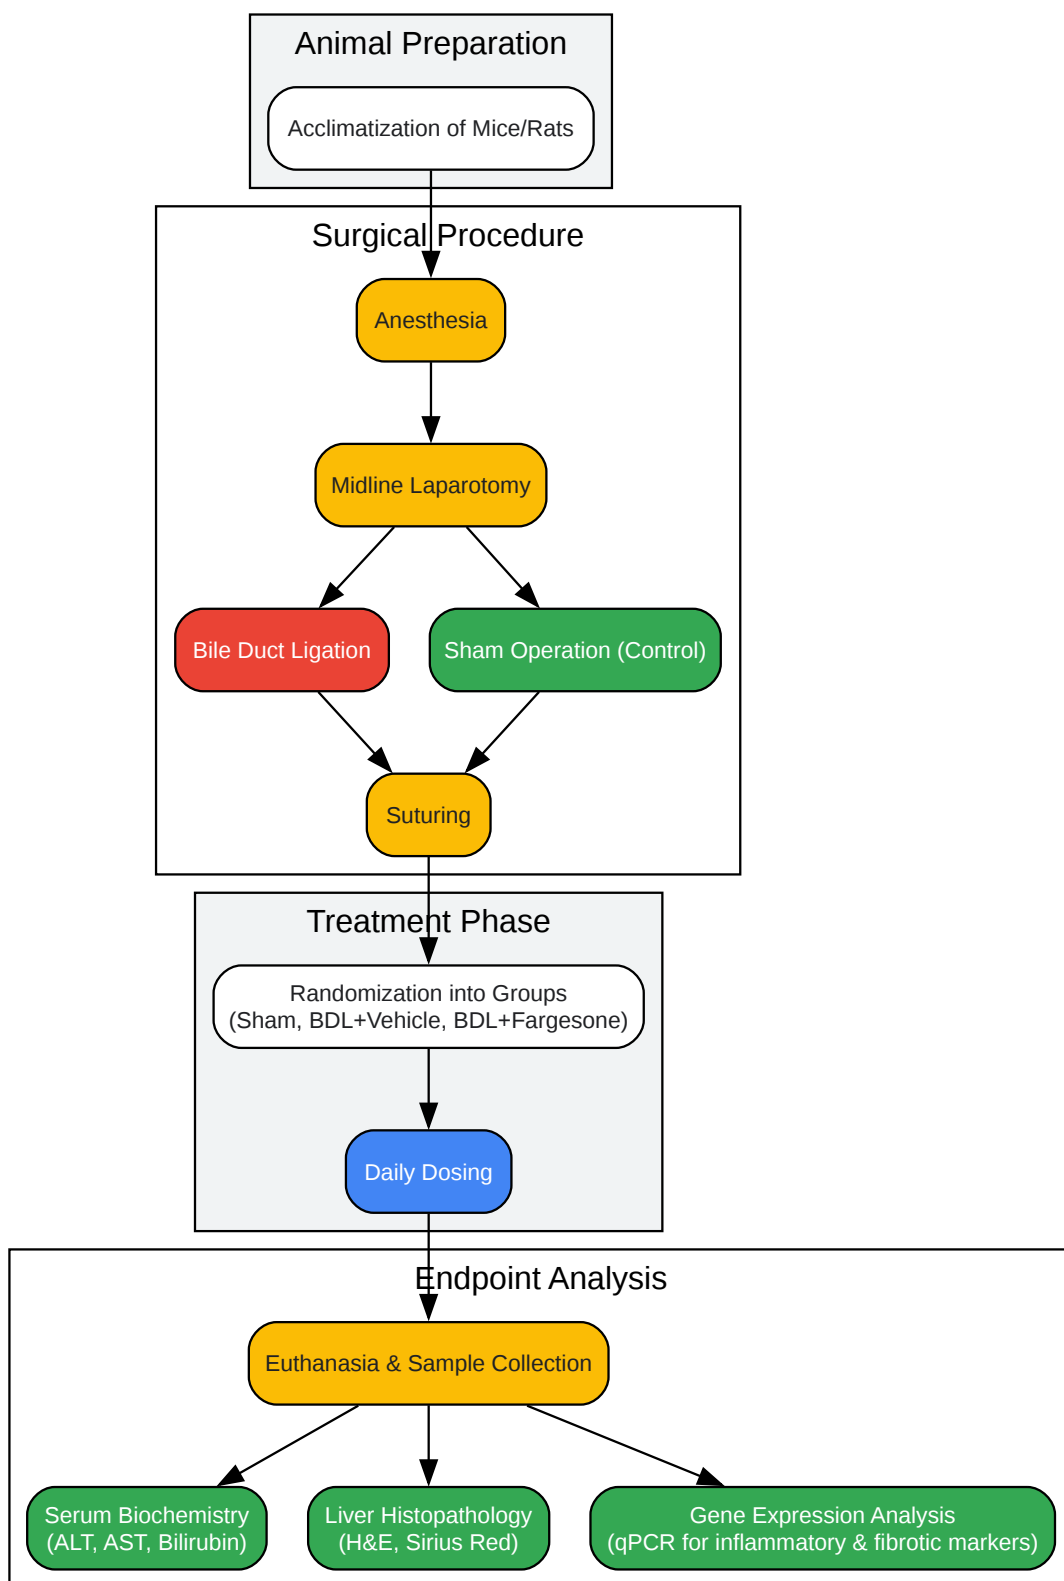 Animal Preparation
Acclimatization of Mice/Rats
Surgical Procedure
Anesthesia
Midline Laparotomy
Bile Duct Ligation
Sham Operation (Control)
Suturing
Treatment Phase
Randomization into Groups
(Sham, BDL+Vehicle, BDL+Fargesone)
Daily Dosing
Endpoint Analysis
Euthanasia & Sample Collection
Serum Biochemistry
(ALT, AST, Bilirubin)
Liver Histopathology
(H&E, Sirius Red)
Gene Expression Analysis
(qPCR for inflammatory & fibrotic markers)